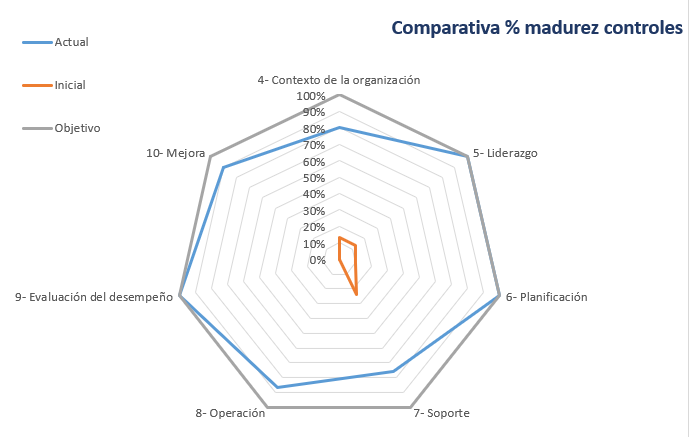 Comparativa % madurez controles
Actual
Inicial
Objetivo
4- Contexto de la organización
100%
90%
80%
70%
60%
50%
40%
30%
20%
10%
0%
10- Mejora
5- Liderazgo
9- Evaluación del desempeño
6- Planificación
8- Operación
7- Soporte